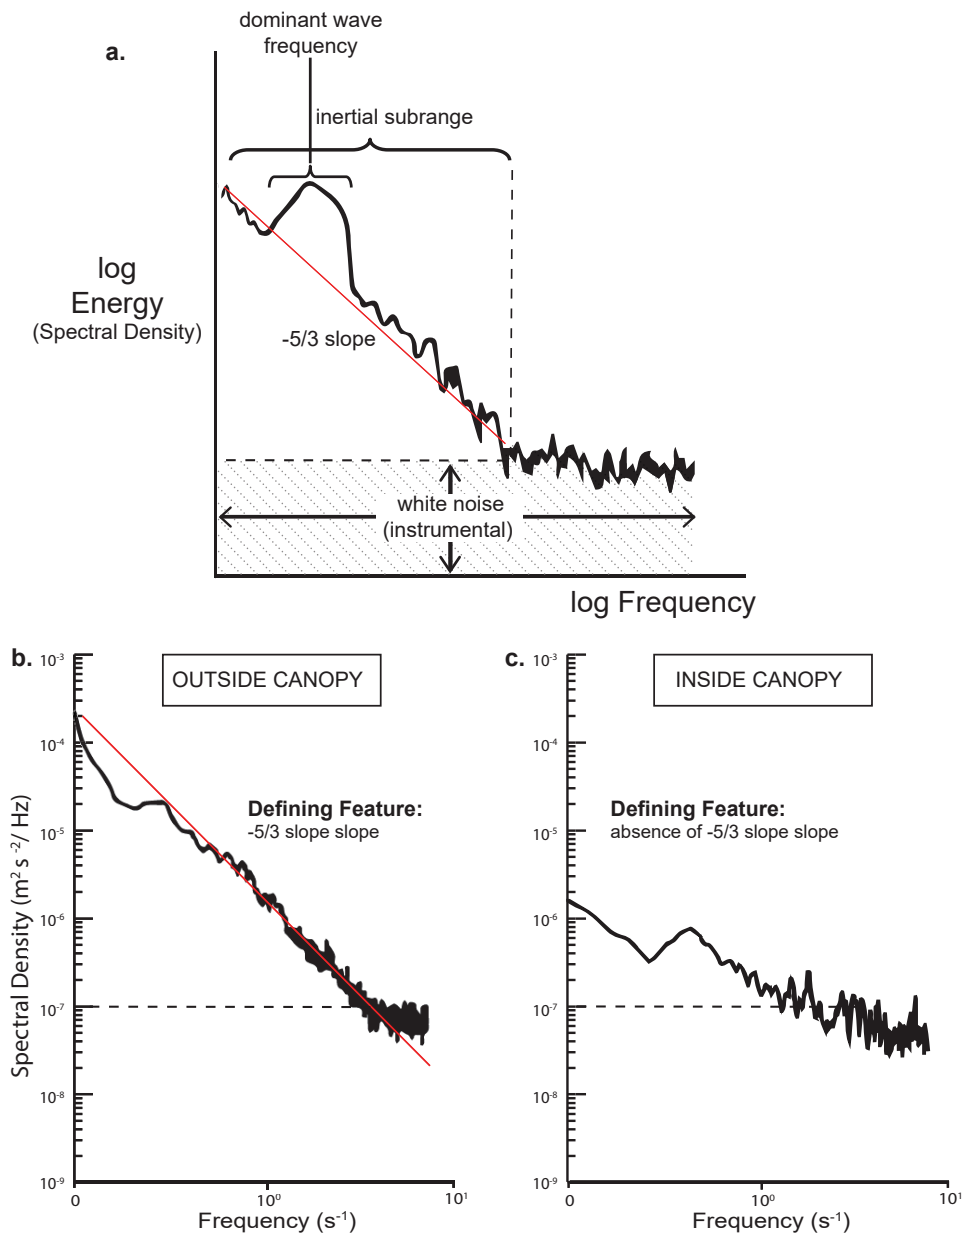 a.
dominant wave
frequency
inertial subrange
log
Energy
(Spectral Density)
-5/3 slope
white noise
(instrumental)
log Frequency
b.
OUTSIDE CANOPY
Defining Feature:
-5/3 slope slope
Spectral Density (m² s⁻²/ Hz)
10⁻³
10⁻⁴
10⁻⁵
10⁻⁶
10⁻⁷
10⁻⁸
10⁻⁹
0
10⁰
10¹
Frequency (s⁻¹)
c.
INSIDE CANOPY
Defining Feature:
absence of -5/3 slope slope
10⁻³
10⁻⁴
10⁻⁵
10⁻⁶
10⁻⁷
10⁻⁸
10⁻⁹
0
10⁰
10¹
Frequency (s⁻¹)